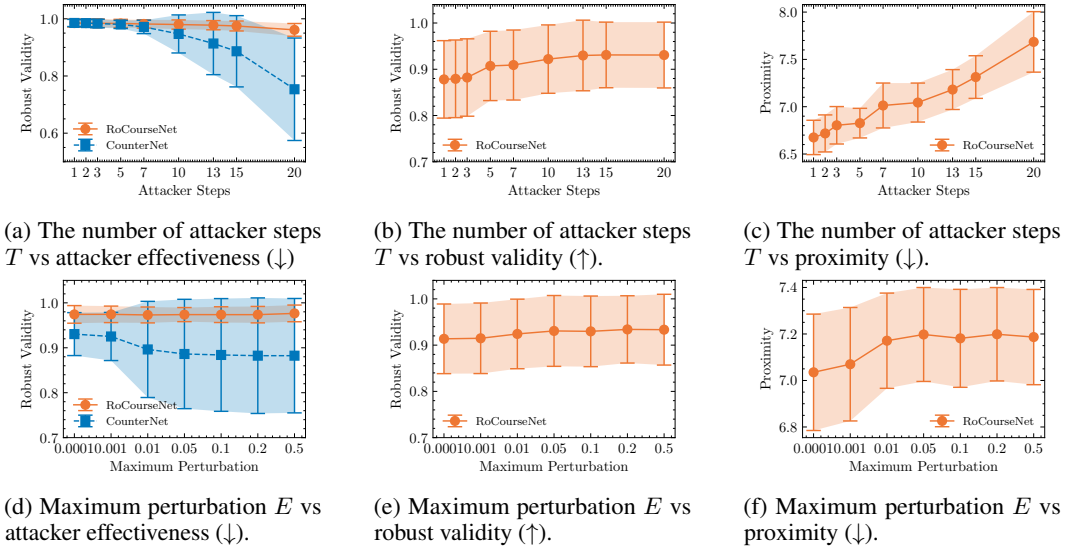 1.0
0.8
0.6
Robust Validity
RoCourseNet
CounterNet
1 2 3 5 7 10 13 15 20
Attacker Steps
1.0
0.9
0.8
0.7
Robust Validity
RoCourseNet
1 2 3 5 7 10 13 15 20
Attacker Steps
8.0
7.5
7.0
6.5
Proximity
RoCourseNet
1 2 3 5 7 10 13 15 20
Attacker Steps
(a) The number of attacker steps
T vs attacker effectiveness (↓)
(b) The number of attacker steps
T vs robust validity (↑).
(c) The number of attacker steps
T vs proximity (↓).
1.0
0.9
0.8
0.7
Robust Validity
RoCourseNet
CounterNet
0.0001 0.001 0.01 0.05 0.1 0.2 0.5
Maximum Perturbation
1.0
0.9
0.8
0.7
Robust Validity
RoCourseNet
0.0001 0.001 0.01 0.05 0.1 0.2 0.5
Maximum Perturbation
7.4
7.2
7.0
6.8
Proximity
RoCourseNet
0.0001 0.001 0.01 0.05 0.1 0.2 0.5
Maximum Perturbation
(d) Maximum perturbation E vs
attacker effectiveness (↓).
(e) Maximum perturbation E vs
robust validity (↑).
(f) Maximum perturbation E vs
proximity (↓).